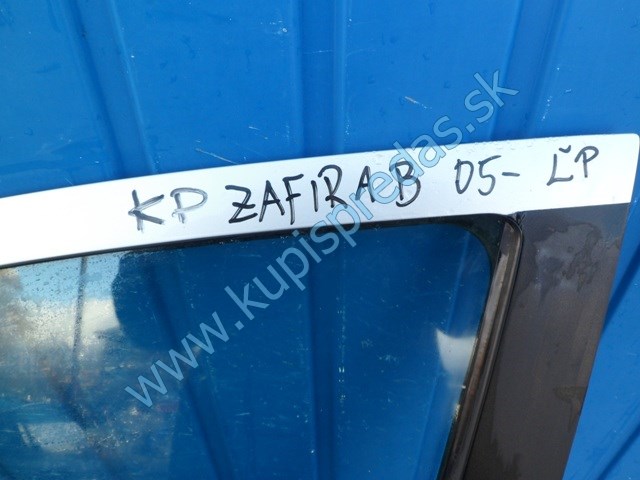 KP ZAFIRA B 05- ĽP
www.kupispredas.sk